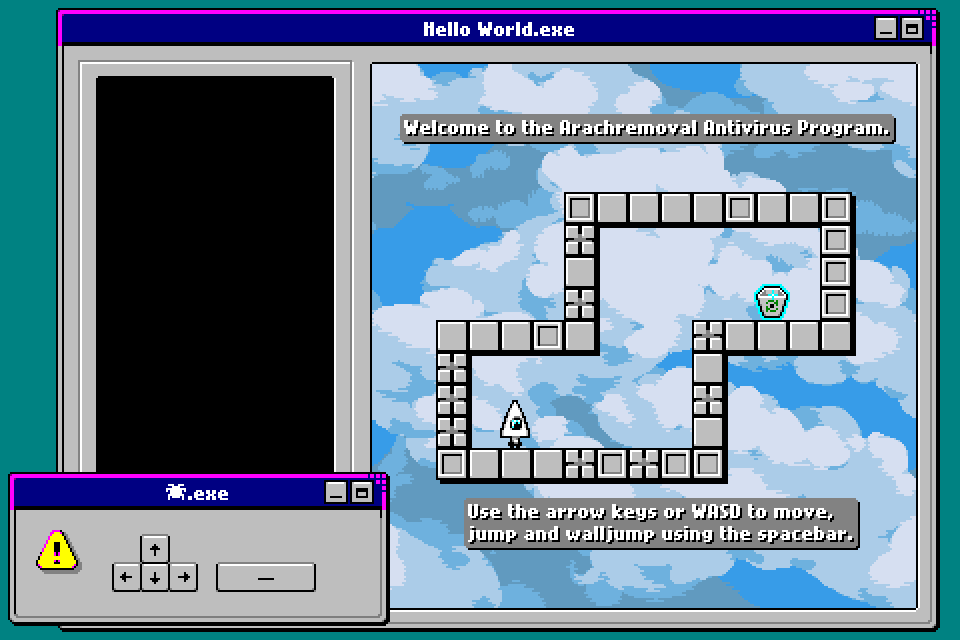 Hello World.exe
Welcome to the Arachremoval Antivirus Program.
Use the arrow keys or WASD to move,
jump and walljump using the spacebar.
.exe